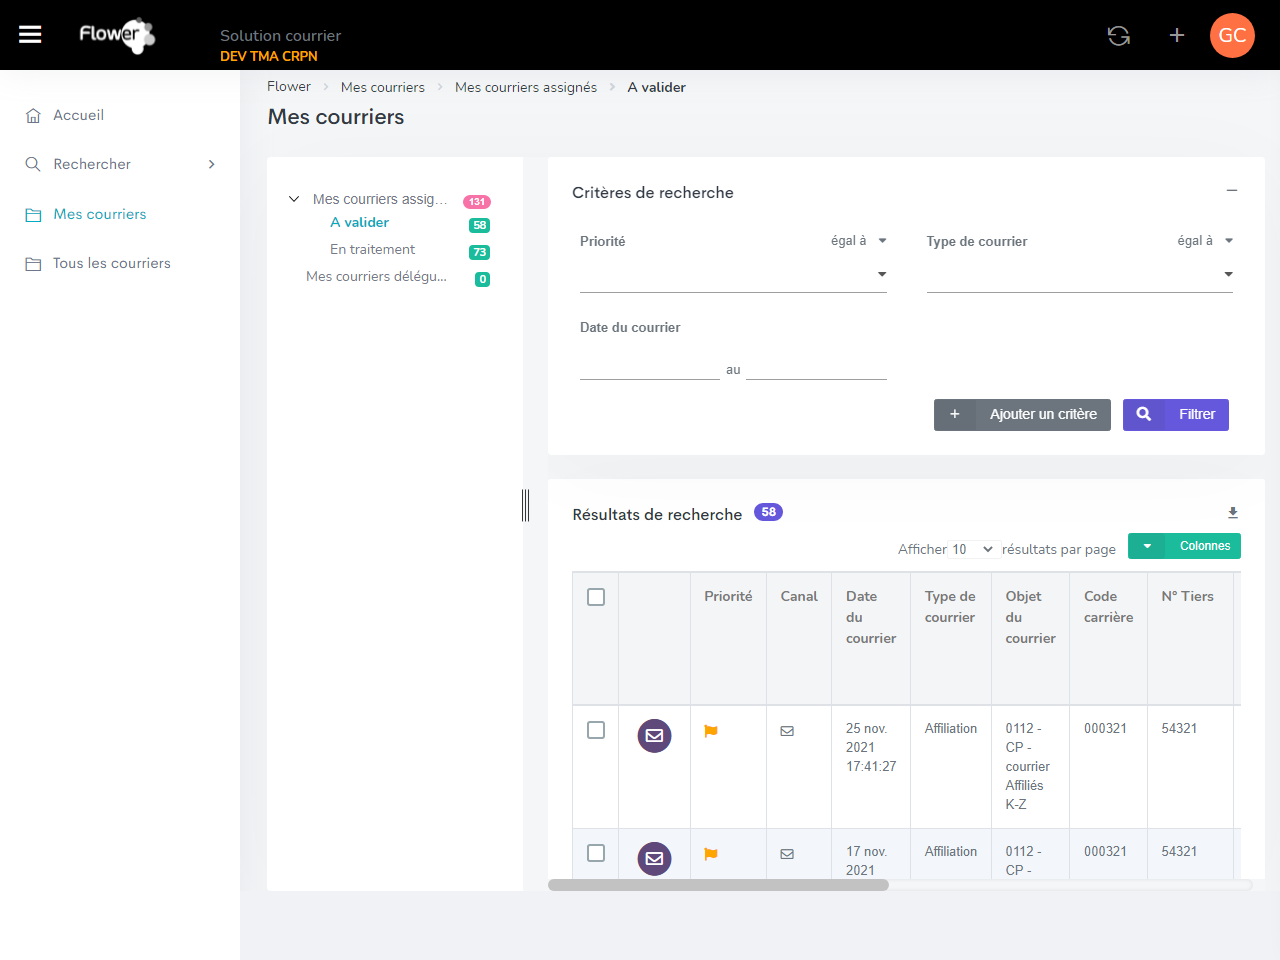 Flower
Solution courrier
DEV TMA CRPN
GC
Accueil
Rechercher
Mes courriers
Tous les courriers
Flower
Mes courriers
Mes courriers assignés
A valider
Mes courriers
Mes courriers assig... 131
A valider 58
En traitement 73
Mes courriers délégu... 0
Critères de recherche
Priorité égal à
Type de courrier égal à
Date du courrier
au
+ Ajouter un critère
Filtrer
Résultats de recherche 58
Afficher 10 résultats par page
Colonnes
Priorité Canal Date du courrier Type de courrier Objet du courrier Code carrière N° Tiers
25 nov. 2021 17:41:27 Affiliation 0112 - CP - courrier Affiliés K-Z 000321 54321
17 nov. 2021 Affiliation 0112 - CP - 000321 54321